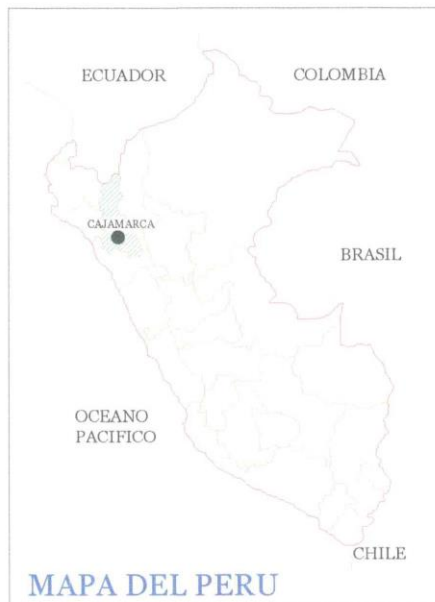 ECUADOR
COLOMBIA
CAJAMARCA
BRASIL
OCEANO
PACIFICO
CHILE
MAPA DEL PERU